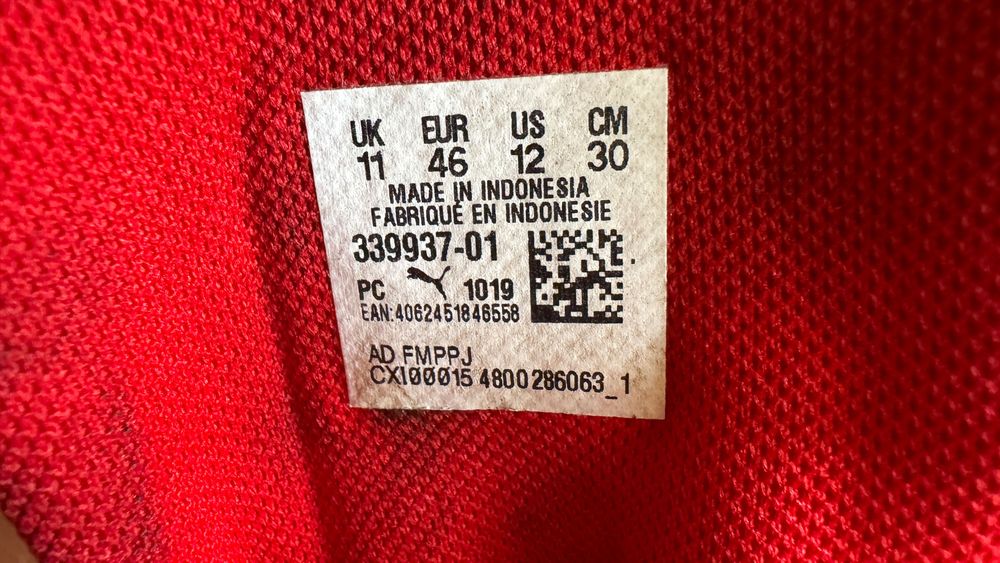 UK EUR US CM
11 46 12 30
MADE IN INDONESIA
FABRIQUÉ EN INDONESIE
339937-01
PC 1019
EAN:4062451846558
AD FMPPJ
CXI00015 4800286063_1